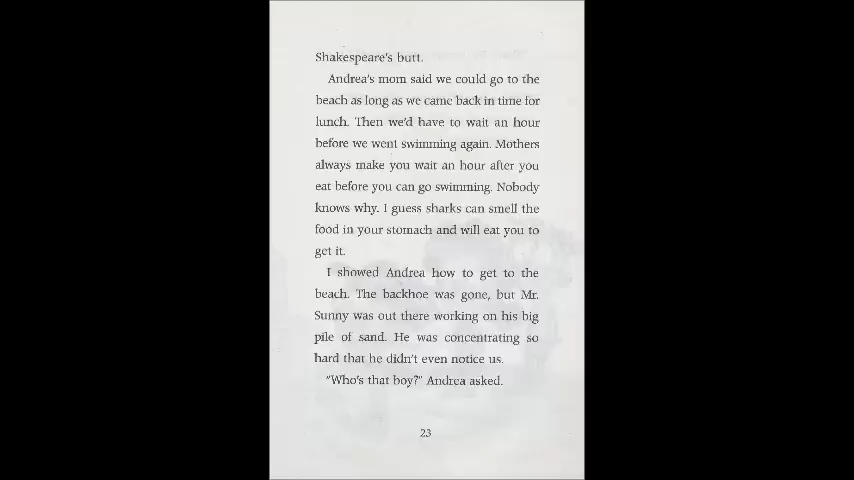 Shakespeare's butt.
Andrea's mom said we could go to the
beach as long as we came back in time for
lunch. Then we'd have to wait an hour
before we went swimming again. Mothers
always make you wait an hour after you
eat before you can go swimming. Nobody
knows why. I guess sharks can smell the
food in your stomach and will eat you to
get it.
I showed Andrea how to get to the
beach. The backhoe was gone, but Mr.
Sunny was out there working on his big
pile of sand. He was concentrating so
hard that he didn't even notice us.
"Who's that boy?" Andrea asked.
23